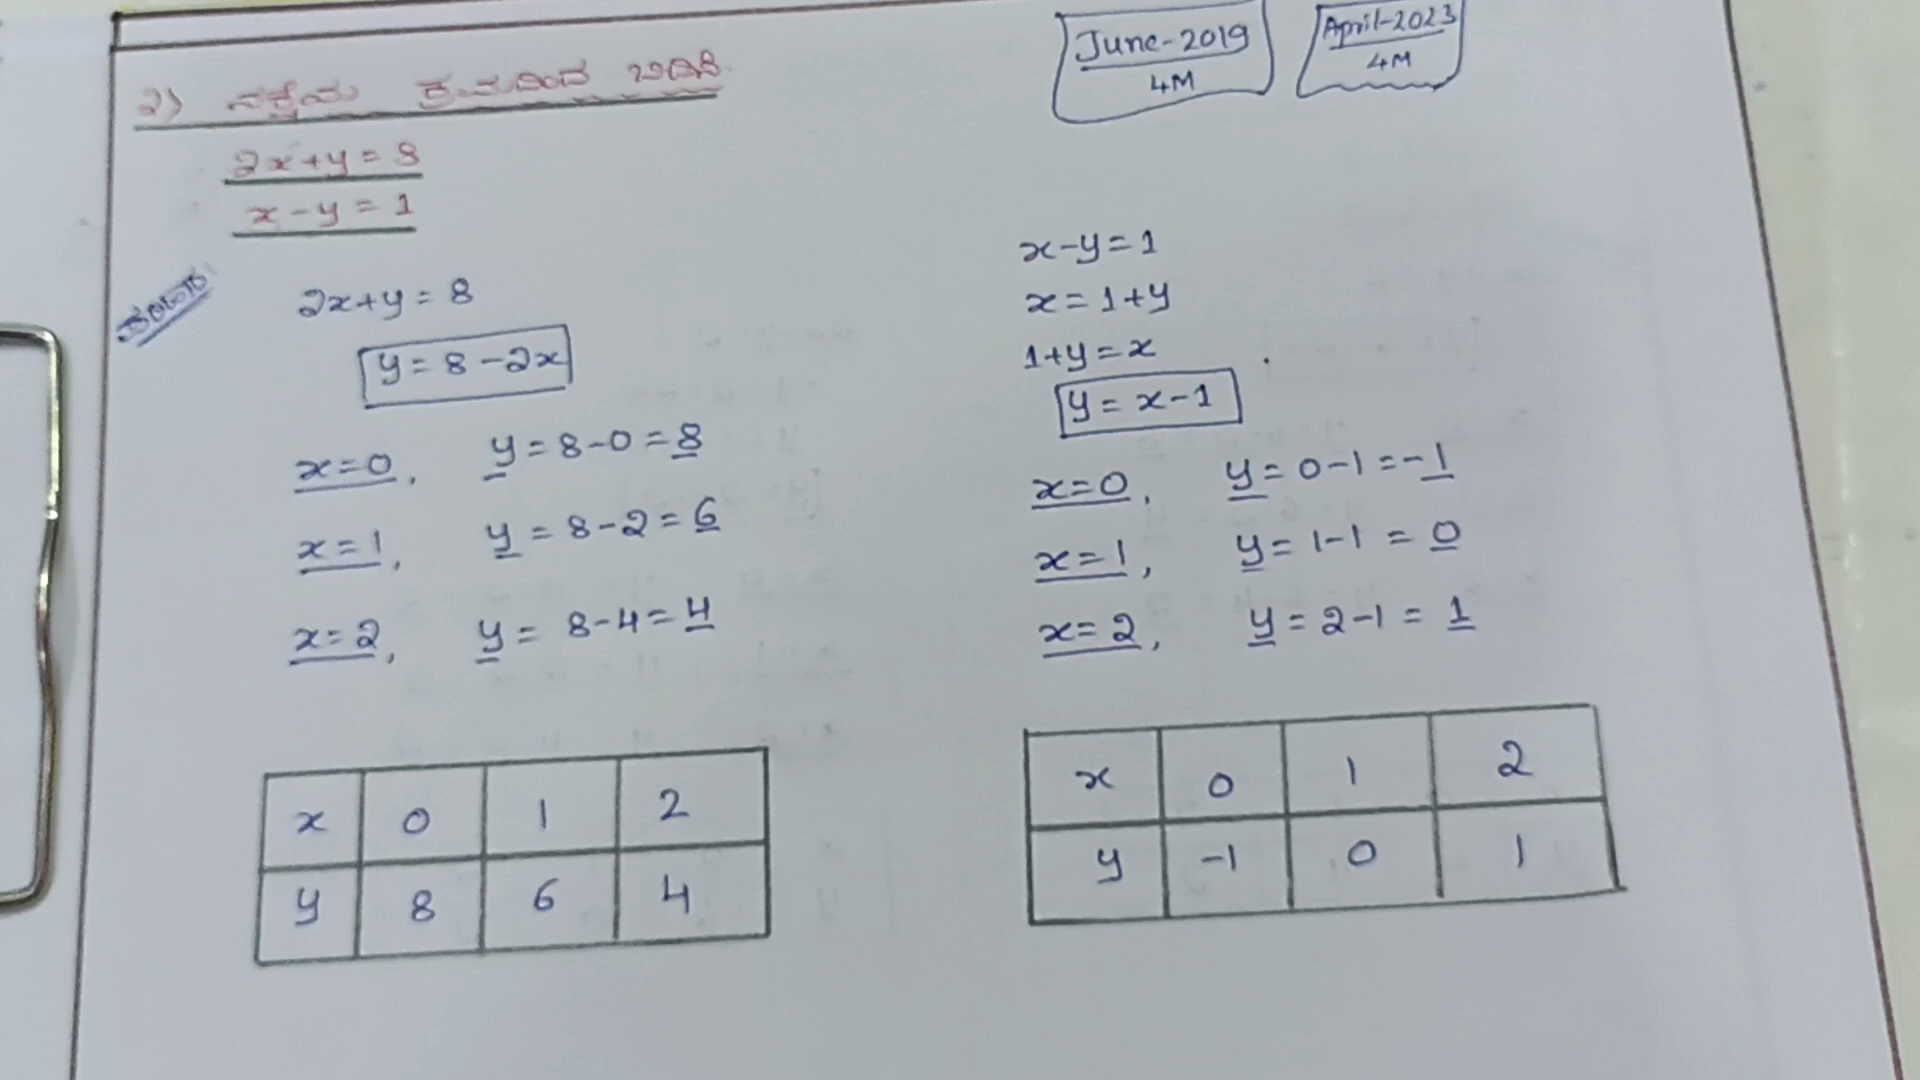 June-2019
4M
April-2023
4M
2) ನಕ್ಷೆಯ ಕ್ರಮದಿಂದ ಬಿಡಿಸಿ
2x+y=8
x-y=1
2x+y=8
y=8-2x
x=0, y=8-0=8
x=1, y=8-2=6
x=2, y=8-4=4
x 0 1 2
y 8 6 4
x-y=1
x=1+y
1+y=x
y=x-1
x=0, y=0-1=-1
x=1, y=1-1=0
x=2, y=2-1=1
x 0 1 2
y -1 0 1